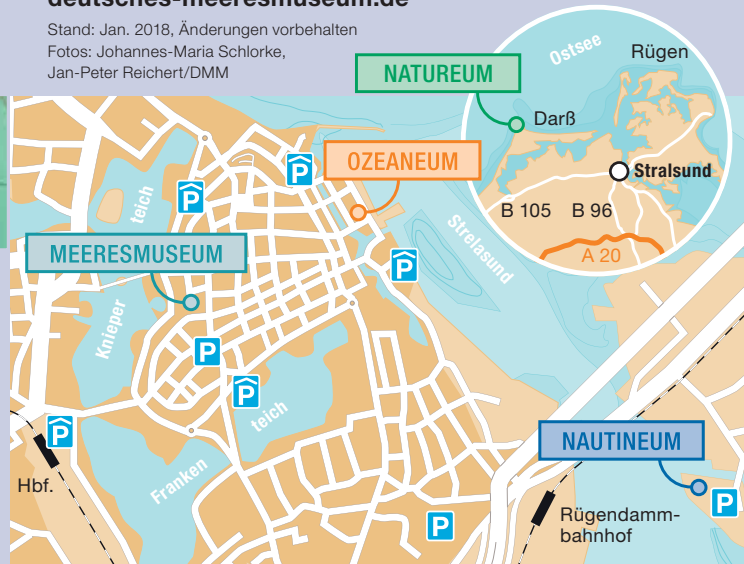 deutsches-meeresmuseum.de
Stand: Jan. 2018, Änderungen vorbehalten
Fotos: Johannes-Maria Schlorke,
Jan-Peter Reichert/DMM
NATUREUM
Ostsee
Rügen
Darß
Stralsund
B 105
B 96
A 20
OZEANEUM
P
P
teich
Strelasund
MEERESMUSEUM
P
Knieper
P
P
teich
P
Franken
Hbf.
NAUTINEUM
P
P
Rügendamm-
bahnhof